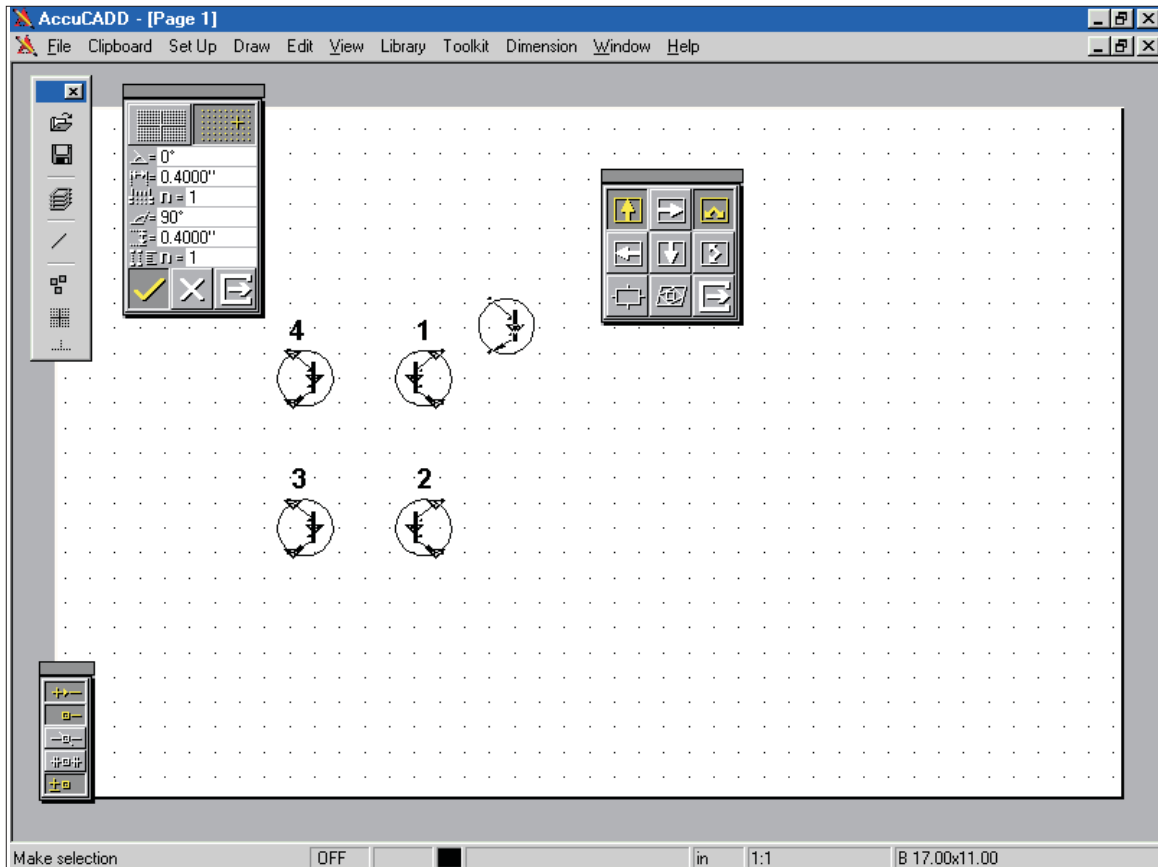 AccuCADD - [Page 1]
File Clipboard Set Up Draw Edit View Library Toolkit Dimension Window Help
= 0°
= 0.4000"
n = 1
= 90°
= 0.4000"
n = 1
4 1
3 2
Make selection OFF in 1:1 B 17.00x11.00